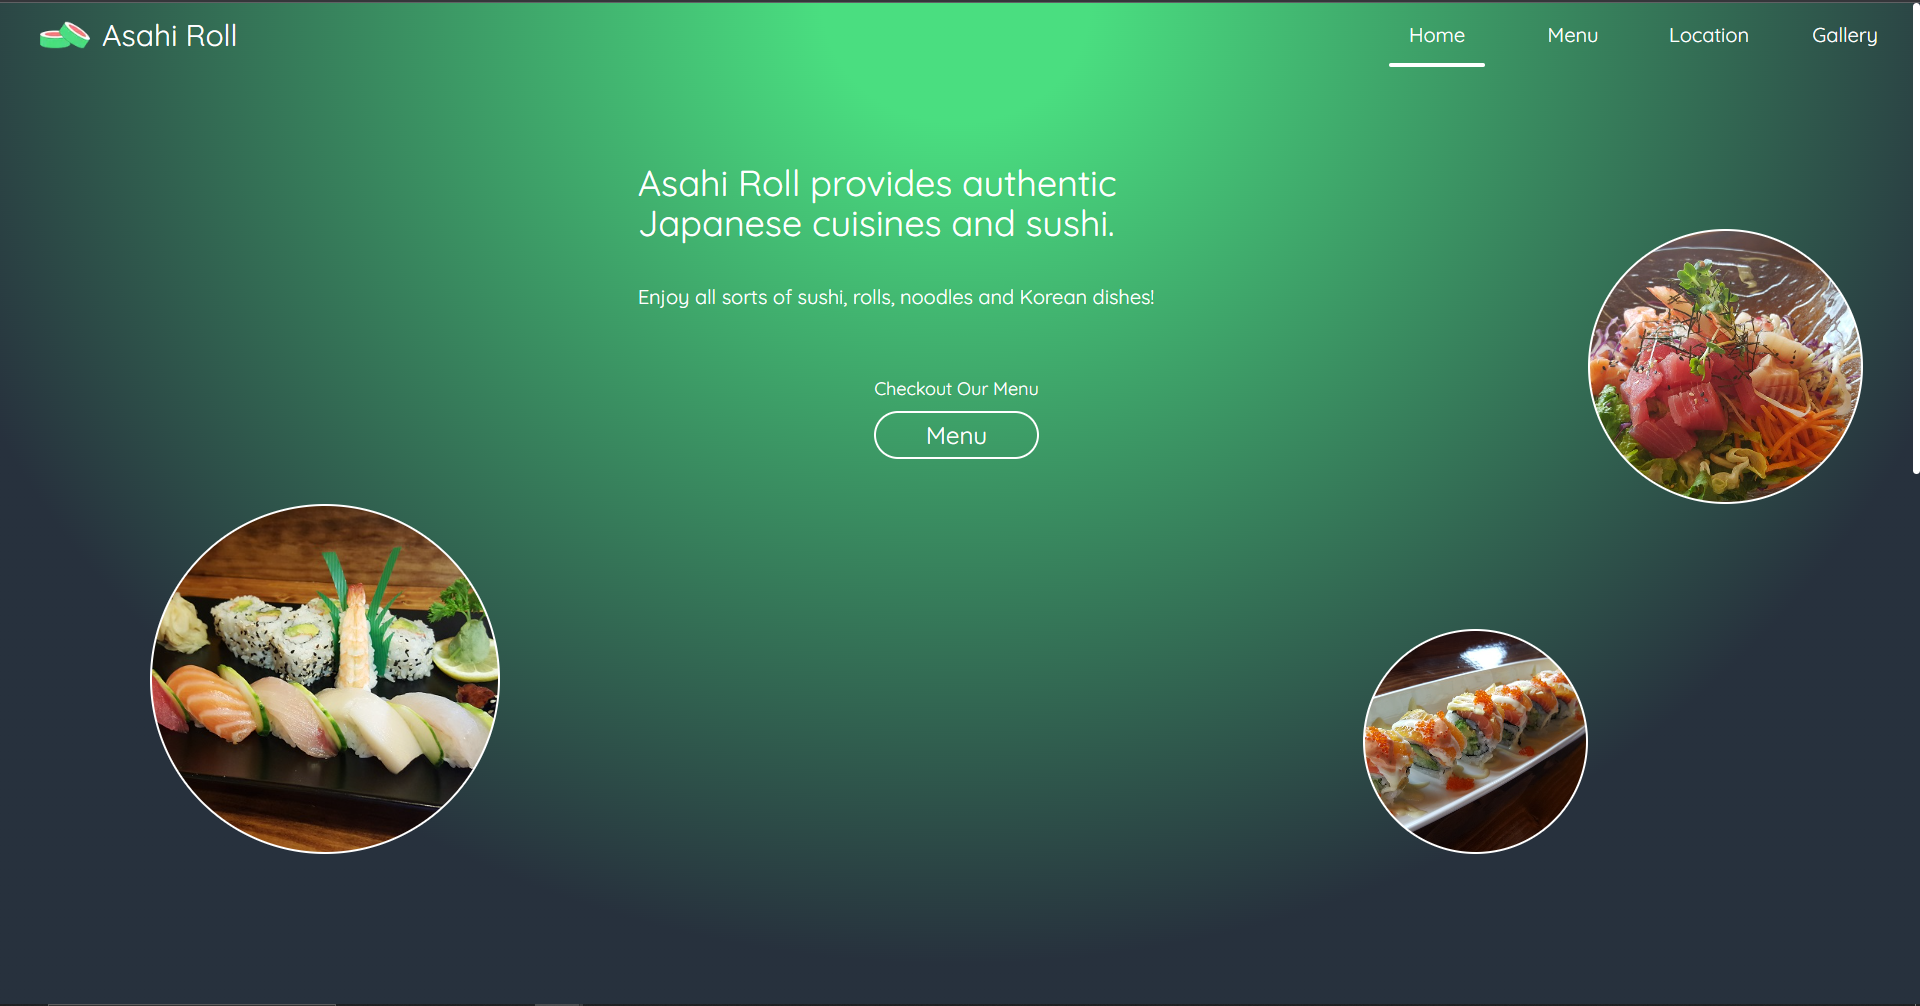 Asahi Roll
Home
Menu
Location
Gallery
Asahi Roll provides authentic
Japanese cuisines and sushi.
Enjoy all sorts of sushi, rolls, noodles and Korean dishes!
Checkout Our Menu
Menu